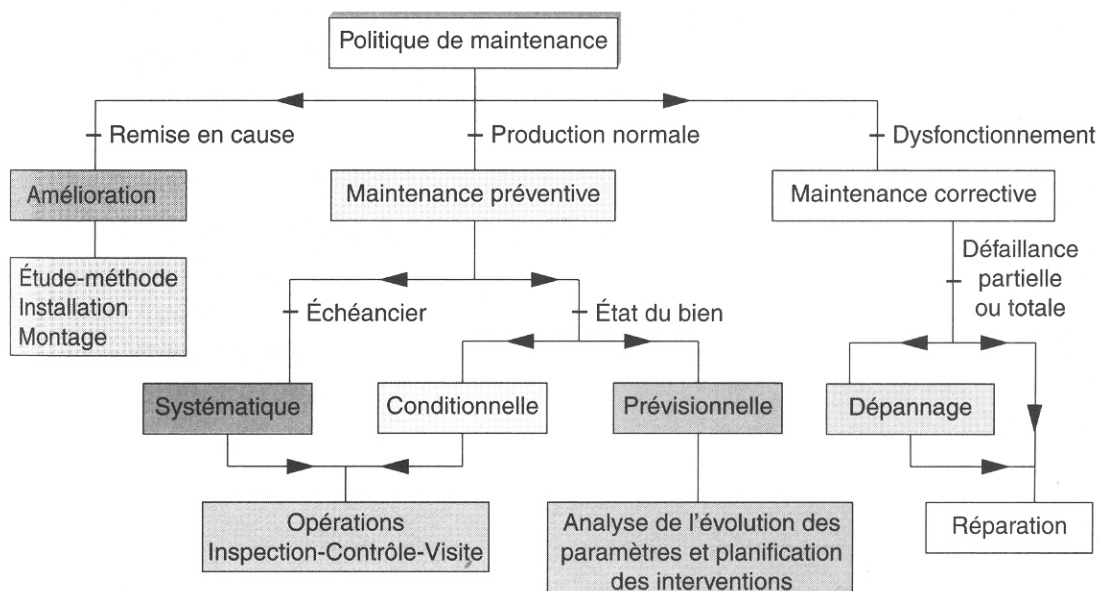 Politique de maintenance
Remise en cause
Production normale
Dysfonctionnement
Amélioration
Maintenance préventive
Maintenance corrective
Étude-méthode
Installation
Montage
Défaillance
partielle
ou totale
Échéancier
État du bien
Systématique
Conditionnelle
Prévisionnelle
Dépannage
Opérations
Inspection-Contrôle-Visite
Analyse de l'évolution des
paramètres et planification
des interventions
Réparation